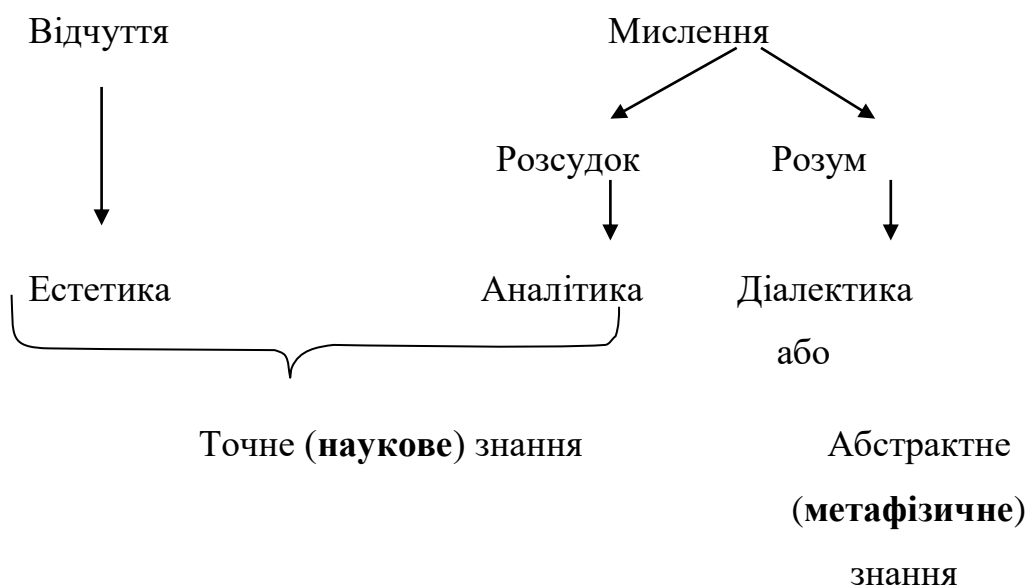 Відчуття Мислення
Розсудок Розум
Естетика Аналітика Діалектика
або
Точне (наукове) знання Абстрактне
(метафізичне)
знання